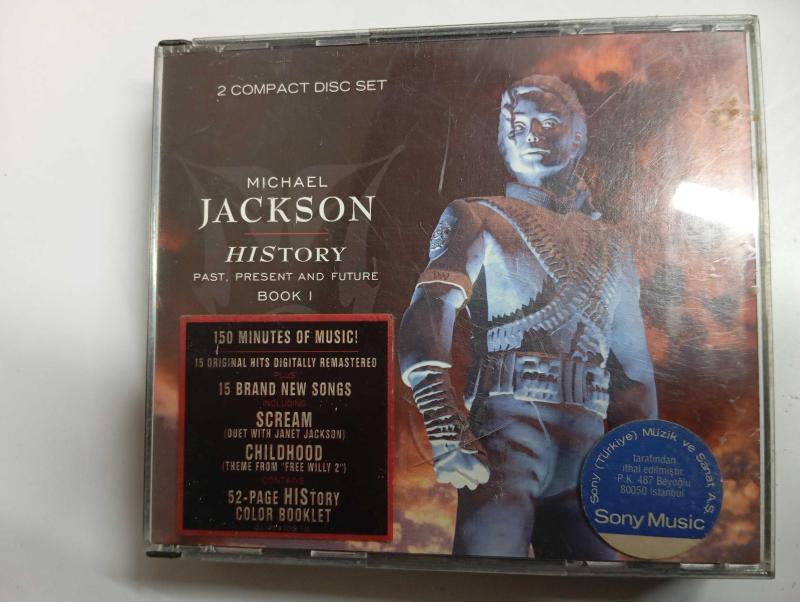 2 COMPACT DISC SET
MICHAEL
JACKSON
HISTORY
PAST, PRESENT AND FUTURE
BOOK I
150 MINUTES OF MUSIC!
15 ORIGINAL HITS DIGITALLY REMASTERED
PLUS
15 BRAND NEW SONGS
INCLUDING
SCREAM
(DUET WITH JANET JACKSON)
CHILDHOOD
(THEME FROM "FREE WILLY 2")
CONTAINS
52-PAGE HIStory
COLOR BOOKLET
Sony (Türkiye) Müzik ve Sanat A.Ş.
tarafından
ithal edilmiştir.
P.K. 487 Beyoğlu
80050 İstanbul
Sony Music